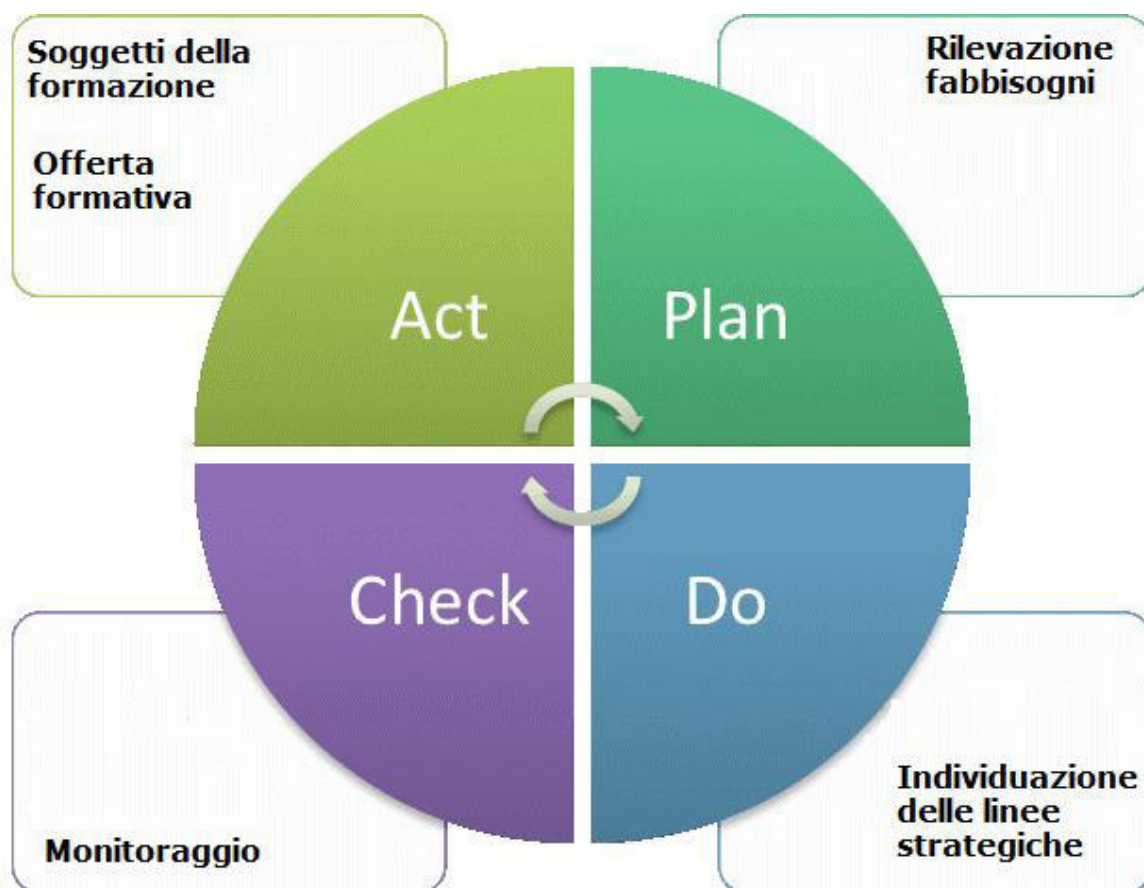 Soggetti della
formazione
Offerta
formativa
Rilevazione
fabbisogni
Act
Plan
Check
Do
Monitoraggio
Individuazione
delle linee
strategiche